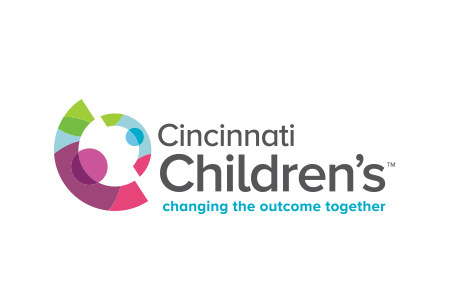 Cincinnati
Children's™
changing the outcome together